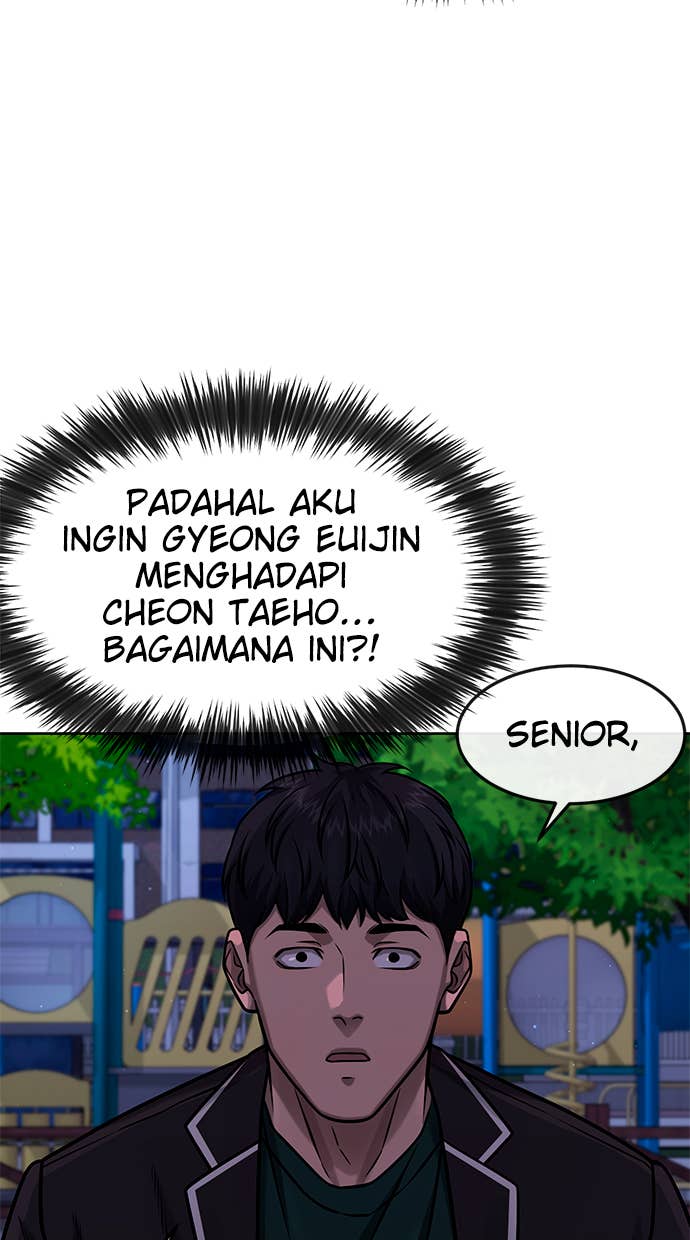 PADAHAL AKU
INGIN GYEONG EUIJIN
MENGHADAPI
CHEON TAEHO...
BAGAIMANA INI?!
SENIOR,